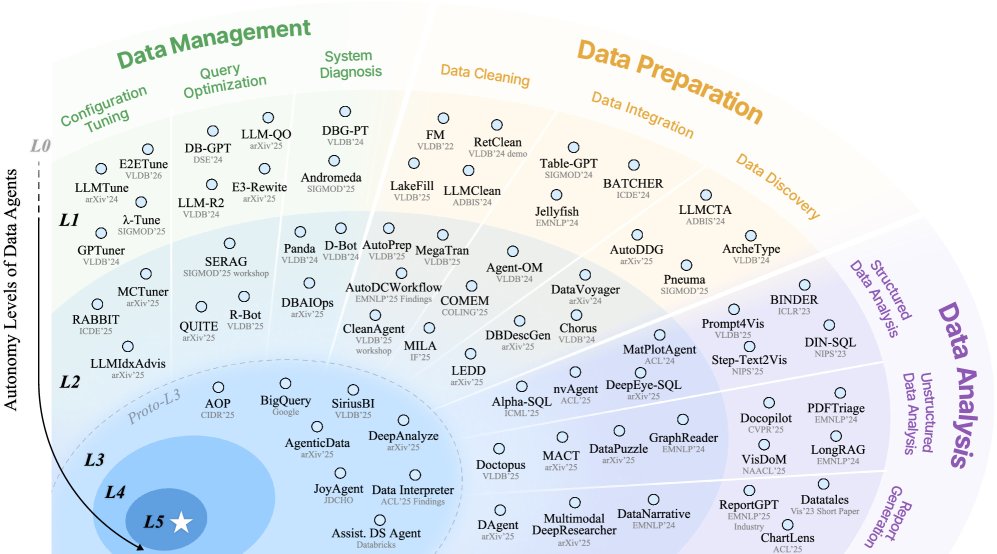 Data Management
Data Preparation
Data Analysis
Configuration
Tuning
Query
Optimization
System
Diagnosis
Data Cleaning
Data Integration
Data Discovery
Structured
Data Analysis
Unstructured
Data Analysis
Report
Generation
Autonomy Levels of Data Agents
L0
L1
L2
Proto-L3
L3
L4
L5
E2ETune
VLDB'26
LLMTune
arXiv'24
λ-Tune
SIGMOD'25
GPTuner
VLDB'24
DB-GPT
DSE'24
LLM-QO
arXiv'25
LLM-R2
VLDB'24
E3-Rewrite
arXiv'25
DBG-PT
VLDB'24
Andromeda
SIGMOD'25
FM
VLDB'22
RetClean
VLDB'24 demo
LakeFill
VLDB'25
LLMClean
ADBIS'24
Table-GPT
SIGMOD'24
BATCHER
ICDE'24
Jellyfish
EMNLP'24
LLMCTA
ADBIS'24
AutoDDG
arXiv'25
ArcheType
VLDB'24
Pneuma
SIGMOD'25
MCTuner
arXiv'25
RABBIT
ICDE'25
LLMIdxAdvis
arXiv'25
SERAG
SIGMOD'25 workshop
QUITE
arXiv'25
R-Bot
VLDB'25
Panda
VLDB'24
D-Bot
VLDB'24
DBAIOps
arXiv'25
AutoPrep
VLDB'25
MegaTran
VLDB'25
AutoDCWorkflow
EMNLP'25 Findings
CleanAgent
VLDB'25
workshop
MILA
IF'25
COMEM
COLING'25
Agent-OM
VLDB'24
LEDD
arXiv'25
DBDescGen
arXiv'25
DataVoyager
arXiv'24
Chorus
VLDB'24
BINDER
ICLR'23
Prompt4Vis
VLDB'25
DIN-SQL
NIPS'23
Step-Text2Vis
NIPS'25
MatPlotAgent
ACL'24
nvAgent
ACL'25
DeepEye-SQL
arXiv'25
Alpha-SQL
ICML'25
Docopilot
CVPR'25
PDFTriage
EMNLP'24
VisDoM
NAACL'25
LongRAG
EMNLP'24
GraphReader
EMNLP'24
DataPuzzle
arXiv'25
MACT
arXiv'25
Doctopus
VLDB'25
ReportGPT
EMNLP'25
Industry
Datatales
Vis'23 Short Paper
ChartLens
ACL'25
DataNarrative
EMNLP'24
Multimodal
DeepResearcher
arXiv'25
DAgent
arXiv'25
AOP
CIDR'25
BigQuery
Google
SiriusBI
VLDB'25
AgenticData
arXiv'25
DeepAnalyze
arXiv'25
JoyAgent
JDCHO
Data Interpreter
ACL'25 Findings
Assist. DS Agent
Databricks